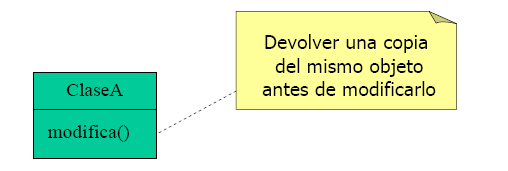 Devolver una copia
del mismo objeto
antes de modificarlo
ClaseA
modifica()